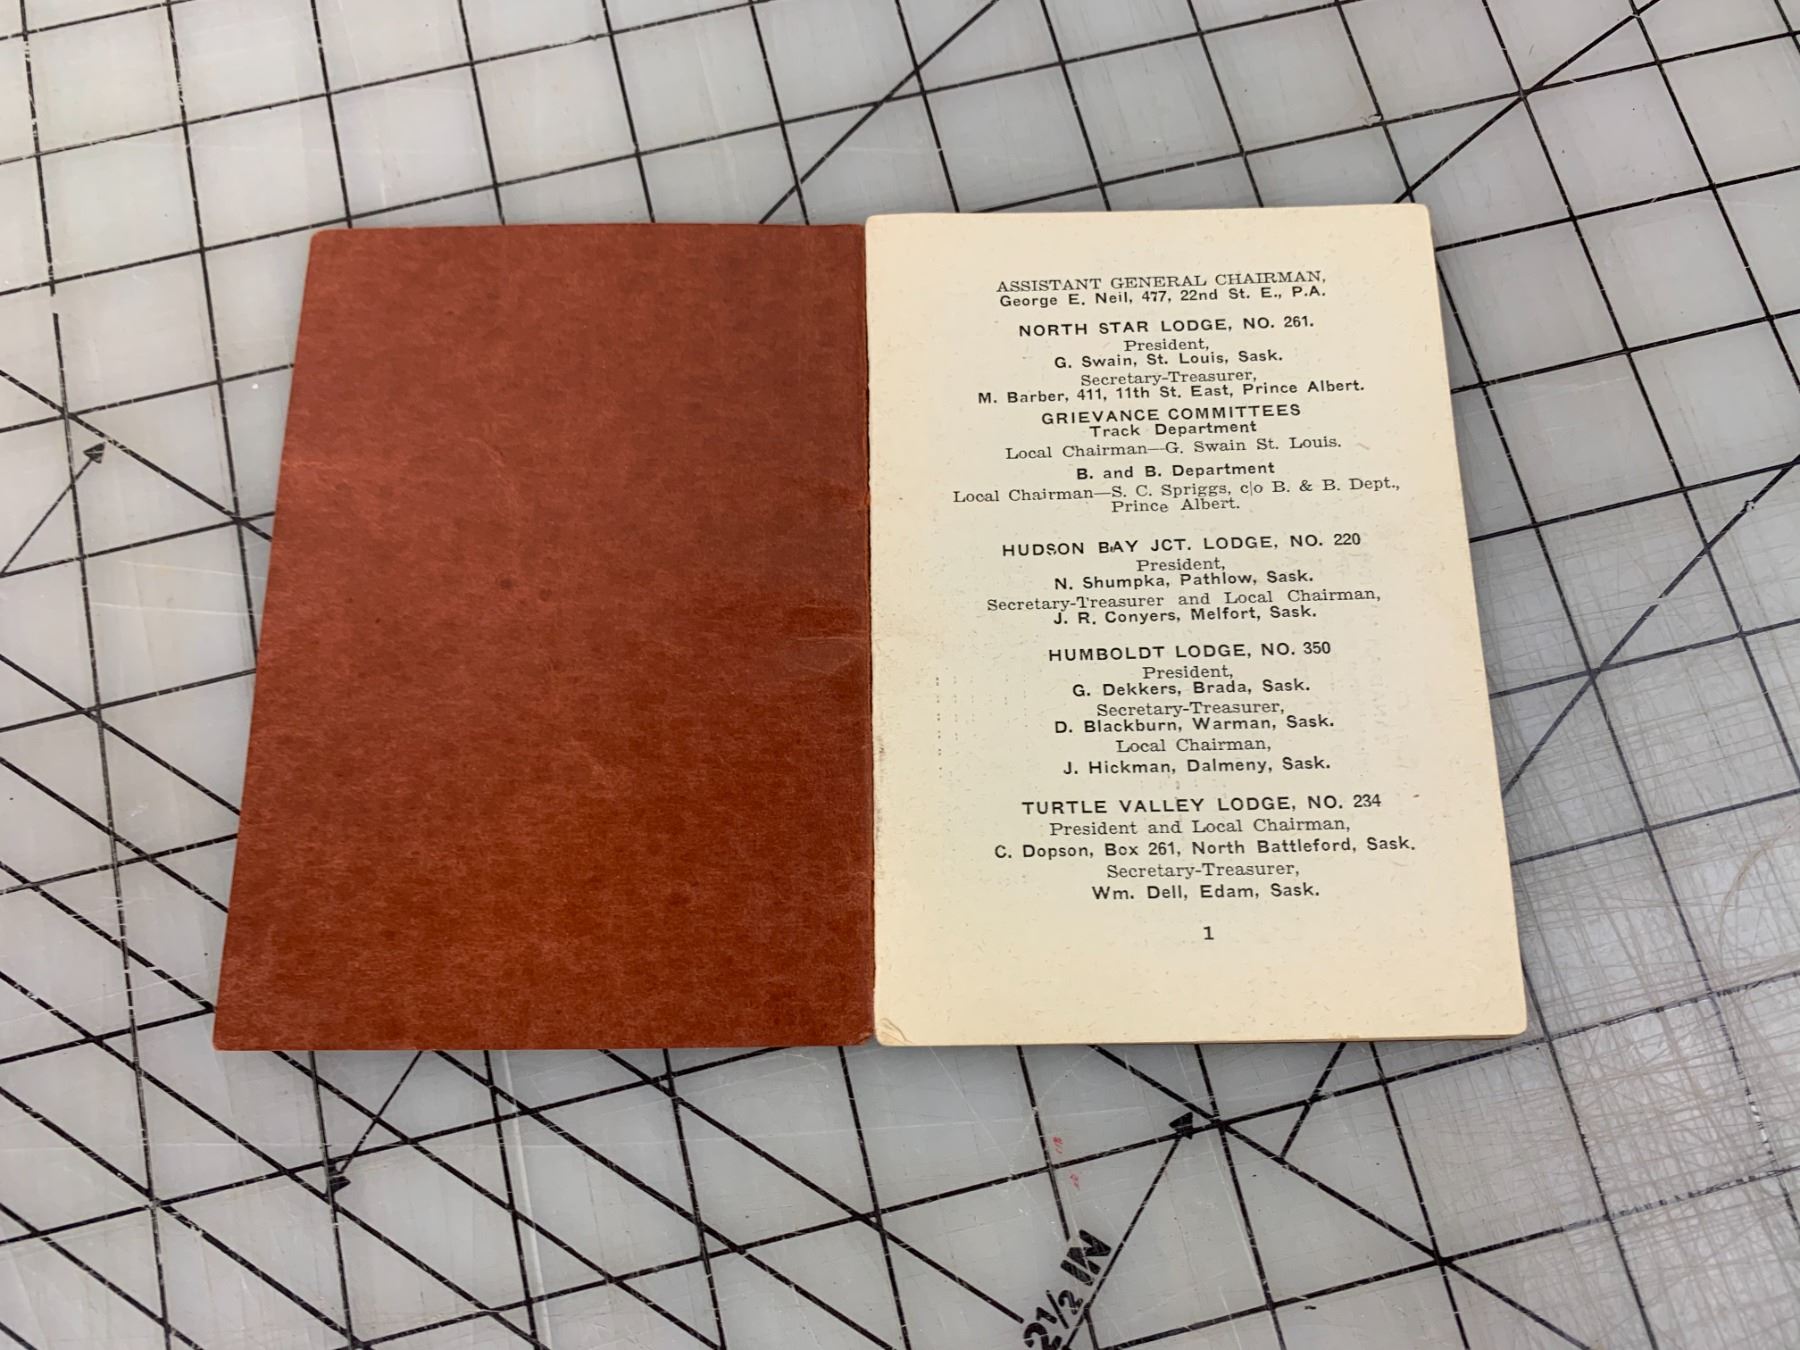 ASSISTANT GENERAL CHAIRMAN,
George E. Neil, 477, 22nd St. E., P.A.
NORTH STAR LODGE, NO. 261.
President,
G. Swain, St. Louis, Sask.
Secretary-Treasurer,
M. Barber, 411, 11th St. East, Prince Albert.
GRIEVANCE COMMITTEES
Track Department
Local Chairman—G. Swain St. Louis.
B. and B. Department
Local Chairman—S. C. Spriggs, c|o B. & B. Dept.,
Prince Albert.
HUDSON BAY JCT. LODGE, NO. 220
President,
N. Shumpka, Pathlow, Sask.
Secretary-Treasurer and Local Chairman,
J. R. Conyers, Melfort, Sask.
HUMBOLDT LODGE, NO. 350
President,
G. Dekkers, Brada, Sask.
Secretary-Treasurer,
D. Blackburn, Warman, Sask.
Local Chairman,
J. Hickman, Dalmeny, Sask.
TURTLE VALLEY LODGE, NO. 234
President and Local Chairman,
C. Dopson, Box 261, North Battleford, Sask.
Secretary-Treasurer,
Wm. Dell, Edam, Sask.
1
2 1/2 IN